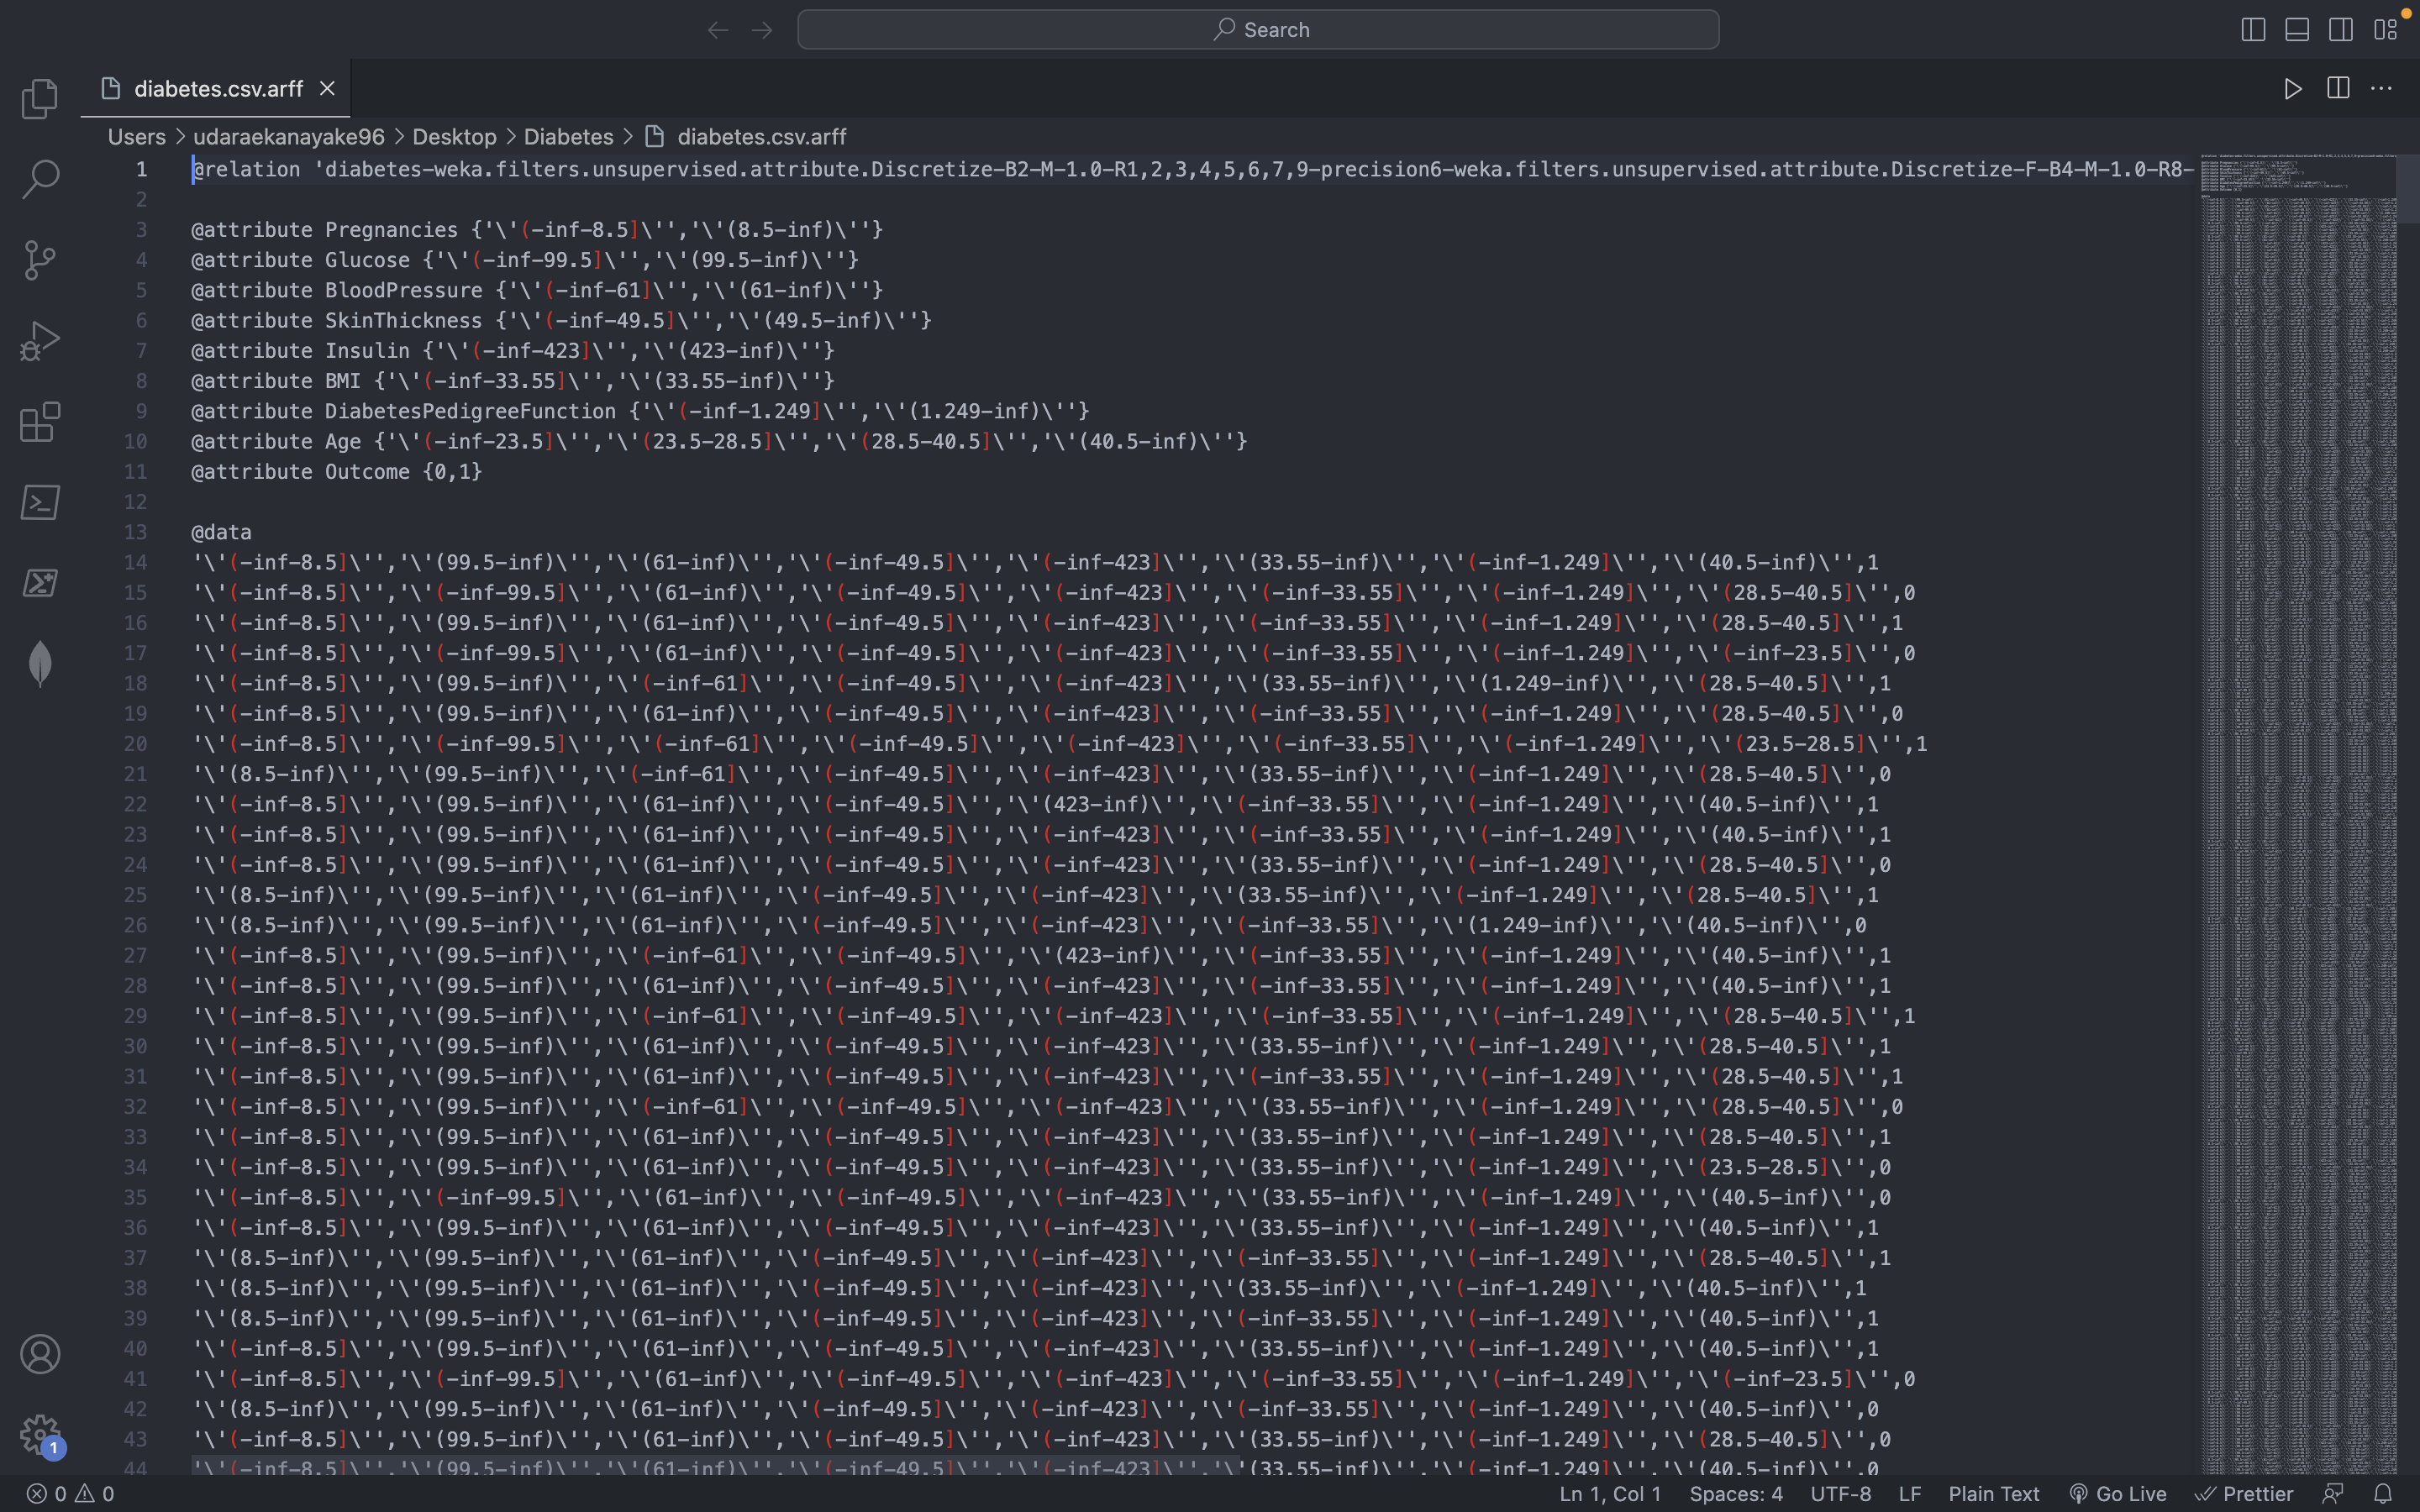 Search
diabetes.csv.arff
Users > udaraekanayake96 > Desktop > Diabetes > diabetes.csv.arff
1 @relation 'diabetes-weka.filters.unsupervised.attribute.Discretize-B2-M-1.0-R1,2,3,4,5,6,7,9-precision6-weka.filters.unsupervised.attribute.Discretize-F-B4-M-1.0-R8-
2
3 @attribute Pregnancies {'\'(-inf-8.5]\'','\'(8.5-inf)\''}
4 @attribute Glucose {'\'(-inf-99.5]\'','\'(99.5-inf)\''}
5 @attribute BloodPressure {'\'(-inf-61]\'','\'(61-inf)\''}
6 @attribute SkinThickness {'\'(-inf-49.5]\'','\'(49.5-inf)\''}
7 @attribute Insulin {'\'(-inf-423]\'','\'(423-inf)\''}
8 @attribute BMI {'\'(-inf-33.55]\'','\'(33.55-inf)\''}
9 @attribute DiabetesPedigreeFunction {'\'(-inf-1.249]\'','\'(1.249-inf)\''}
10 @attribute Age {'\'(-inf-23.5]\'','\'(23.5-28.5]\'','\'(28.5-40.5]\'','\'(40.5-inf)\''}
11 @attribute Outcome {0,1}
12
13 @data
14 '\'(-inf-8.5]\'','\'(99.5-inf)\'','\'(61-inf)\'','\'(-inf-49.5]\'','\'(-inf-423]\'','\'(33.55-inf)\'','\'(-inf-1.249]\'','\'(40.5-inf)\'',1
15 '\'(-inf-8.5]\'','\'(-inf-99.5]\'','\'(61-inf)\'','\'(-inf-49.5]\'','\'(-inf-423]\'','\'(-inf-33.55]\'','\'(-inf-1.249]\'','\'(28.5-40.5]\'',0
16 '\'(-inf-8.5]\'','\'(99.5-inf)\'','\'(61-inf)\'','\'(-inf-49.5]\'','\'(-inf-423]\'','\'(-inf-33.55]\'','\'(-inf-1.249]\'','\'(28.5-40.5]\'',1
17 '\'(-inf-8.5]\'','\'(-inf-99.5]\'','\'(61-inf)\'','\'(-inf-49.5]\'','\'(-inf-423]\'','\'(-inf-33.55]\'','\'(-inf-1.249]\'','\'(-inf-23.5]\'',0
18 '\'(-inf-8.5]\'','\'(99.5-inf)\'','\'(-inf-61]\'','\'(-inf-49.5]\'','\'(-inf-423]\'','\'(33.55-inf)\'','\'(1.249-inf)\'','\'(28.5-40.5]\'',1
19 '\'(-inf-8.5]\'','\'(99.5-inf)\'','\'(61-inf)\'','\'(-inf-49.5]\'','\'(-inf-423]\'','\'(-inf-33.55]\'','\'(-inf-1.249]\'','\'(28.5-40.5]\'',0
20 '\'(-inf-8.5]\'','\'(-inf-99.5]\'','\'(-inf-61]\'','\'(-inf-49.5]\'','\'(-inf-423]\'','\'(-inf-33.55]\'','\'(-inf-1.249]\'','\'(23.5-28.5]\'',1
21 '\'(8.5-inf)\'','\'(99.5-inf)\'','\'(-inf-61]\'','\'(-inf-49.5]\'','\'(-inf-423]\'','\'(33.55-inf)\'','\'(-inf-1.249]\'','\'(28.5-40.5]\'',0
22 '\'(-inf-8.5]\'','\'(99.5-inf)\'','\'(61-inf)\'','\'(-inf-49.5]\'','\'(423-inf)\'','\'(-inf-33.55]\'','\'(-inf-1.249]\'','\'(40.5-inf)\'',1
23 '\'(-inf-8.5]\'','\'(99.5-inf)\'','\'(61-inf)\'','\'(-inf-49.5]\'','\'(-inf-423]\'','\'(-inf-33.55]\'','\'(-inf-1.249]\'','\'(40.5-inf)\'',1
24 '\'(-inf-8.5]\'','\'(99.5-inf)\'','\'(61-inf)\'','\'(-inf-49.5]\'','\'(-inf-423]\'','\'(33.55-inf)\'','\'(-inf-1.249]\'','\'(28.5-40.5]\'',0
25 '\'(8.5-inf)\'','\'(99.5-inf)\'','\'(61-inf)\'','\'(-inf-49.5]\'','\'(-inf-423]\'','\'(33.55-inf)\'','\'(-inf-1.249]\'','\'(28.5-40.5]\'',1
26 '\'(8.5-inf)\'','\'(99.5-inf)\'','\'(61-inf)\'','\'(-inf-49.5]\'','\'(-inf-423]\'','\'(-inf-33.55]\'','\'(1.249-inf)\'','\'(40.5-inf)\'',0
27 '\'(-inf-8.5]\'','\'(99.5-inf)\'','\'(-inf-61]\'','\'(-inf-49.5]\'','\'(423-inf)\'','\'(-inf-33.55]\'','\'(-inf-1.249]\'','\'(40.5-inf)\'',1
28 '\'(-inf-8.5]\'','\'(99.5-inf)\'','\'(61-inf)\'','\'(-inf-49.5]\'','\'(-inf-423]\'','\'(-inf-33.55]\'','\'(-inf-1.249]\'','\'(40.5-inf)\'',1
29 '\'(-inf-8.5]\'','\'(99.5-inf)\'','\'(-inf-61]\'','\'(-inf-49.5]\'','\'(-inf-423]\'','\'(-inf-33.55]\'','\'(-inf-1.249]\'','\'(28.5-40.5]\'',1
30 '\'(-inf-8.5]\'','\'(99.5-inf)\'','\'(61-inf)\'','\'(-inf-49.5]\'','\'(-inf-423]\'','\'(33.55-inf)\'','\'(-inf-1.249]\'','\'(28.5-40.5]\'',1
31 '\'(-inf-8.5]\'','\'(99.5-inf)\'','\'(61-inf)\'','\'(-inf-49.5]\'','\'(-inf-423]\'','\'(-inf-33.55]\'','\'(-inf-1.249]\'','\'(28.5-40.5]\'',1
32 '\'(-inf-8.5]\'','\'(99.5-inf)\'','\'(-inf-61]\'','\'(-inf-49.5]\'','\'(-inf-423]\'','\'(33.55-inf)\'','\'(-inf-1.249]\'','\'(28.5-40.5]\'',0
33 '\'(-inf-8.5]\'','\'(99.5-inf)\'','\'(61-inf)\'','\'(-inf-49.5]\'','\'(-inf-423]\'','\'(33.55-inf)\'','\'(-inf-1.249]\'','\'(28.5-40.5]\'',1
34 '\'(-inf-8.5]\'','\'(99.5-inf)\'','\'(61-inf)\'','\'(-inf-49.5]\'','\'(-inf-423]\'','\'(33.55-inf)\'','\'(-inf-1.249]\'','\'(23.5-28.5]\'',0
35 '\'(-inf-8.5]\'','\'(-inf-99.5]\'','\'(61-inf)\'','\'(-inf-49.5]\'','\'(-inf-423]\'','\'(33.55-inf)\'','\'(-inf-1.249]\'','\'(40.5-inf)\'',0
36 '\'(-inf-8.5]\'','\'(99.5-inf)\'','\'(61-inf)\'','\'(-inf-49.5]\'','\'(-inf-423]\'','\'(33.55-inf)\'','\'(-inf-1.249]\'','\'(40.5-inf)\'',1
37 '\'(8.5-inf)\'','\'(99.5-inf)\'','\'(61-inf)\'','\'(-inf-49.5]\'','\'(-inf-423]\'','\'(-inf-33.55]\'','\'(-inf-1.249]\'','\'(28.5-40.5]\'',1
38 '\'(8.5-inf)\'','\'(99.5-inf)\'','\'(61-inf)\'','\'(-inf-49.5]\'','\'(-inf-423]\'','\'(33.55-inf)\'','\'(-inf-1.249]\'','\'(40.5-inf)\'',1
39 '\'(8.5-inf)\'','\'(99.5-inf)\'','\'(61-inf)\'','\'(-inf-49.5]\'','\'(-inf-423]\'','\'(-inf-33.55]\'','\'(-inf-1.249]\'','\'(40.5-inf)\'',1
40 '\'(-inf-8.5]\'','\'(99.5-inf)\'','\'(61-inf)\'','\'(-inf-49.5]\'','\'(-inf-423]\'','\'(33.55-inf)\'','\'(-inf-1.249]\'','\'(40.5-inf)\'',1
41 '\'(-inf-8.5]\'','\'(-inf-99.5]\'','\'(61-inf)\'','\'(-inf-49.5]\'','\'(-inf-423]\'','\'(-inf-33.55]\'','\'(-inf-1.249]\'','\'(-inf-23.5]\'',0
42 '\'(8.5-inf)\'','\'(99.5-inf)\'','\'(61-inf)\'','\'(-inf-49.5]\'','\'(-inf-423]\'','\'(-inf-33.55]\'','\'(-inf-1.249]\'','\'(40.5-inf)\'',0
43 '\'(-inf-8.5]\'','\'(99.5-inf)\'','\'(61-inf)\'','\'(-inf-49.5]\'','\'(-inf-423]\'','\'(33.55-inf)\'','\'(-inf-1.249]\'','\'(28.5-40.5]\'',0
44 '\'(-inf-8.5]\'','\'(99.5-inf)\'','\'(61-inf)\'','\'(-inf-49.5]\'','\'(-inf-423]\'','\'(33.55-inf)\'','\'(-inf-1.249]\'','\'(40.5-inf)\'',0
1
0 0 Ln 1, Col 1 Spaces: 4 UTF-8 LF Plain Text Go Live Prettier